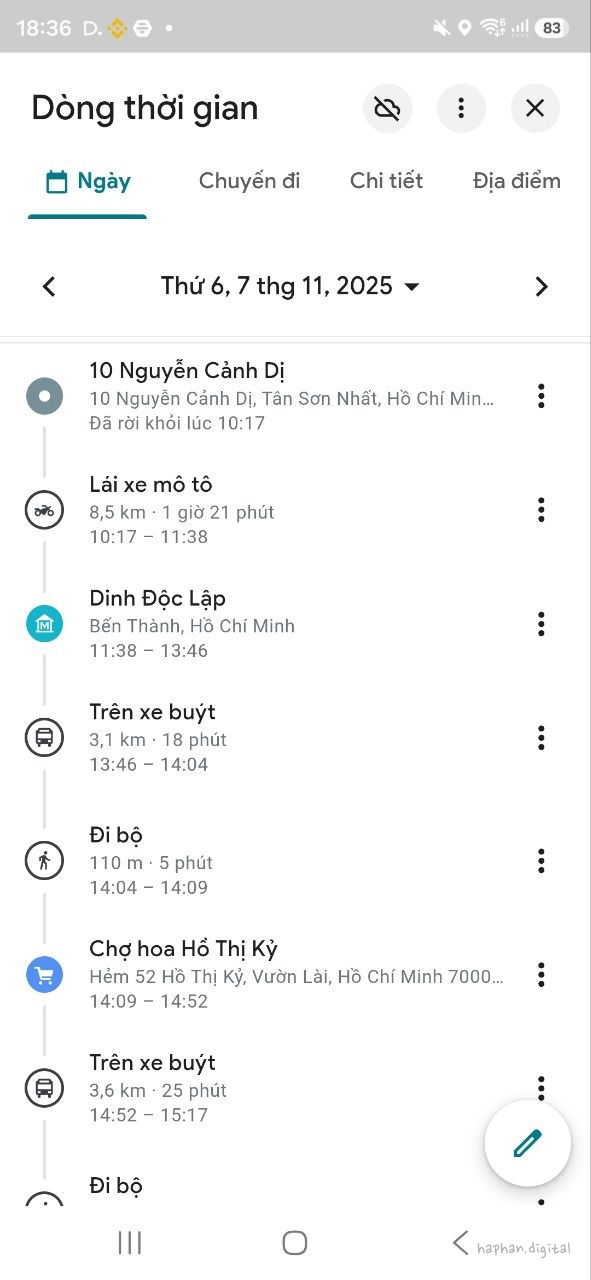 18:36 D.
6
83
Dòng thời gian
Ngày
Chuyến đi
Chi tiết
Địa điểm
Thứ 6, 7 thg 11, 2025
10 Nguyễn Cảnh Dị
10 Nguyễn Cảnh Dị, Tân Sơn Nhất, Hồ Chí Min...
Đã rời khỏi lúc 10:17
Lái xe mô tô
8,5 km · 1 giờ 21 phút
10:17 – 11:38
Dinh Độc Lập
Bến Thành, Hồ Chí Minh
11:38 – 13:46
Trên xe buýt
3,1 km · 18 phút
13:46 – 14:04
Đi bộ
110 m · 5 phút
14:04 – 14:09
Chợ hoa Hồ Thị Kỷ
Hẻm 52 Hồ Thị Kỷ, Vườn Lài, Hồ Chí Minh 7000...
14:09 – 14:52
Trên xe buýt
3,6 km · 25 phút
14:52 – 15:17
Đi bộ
haphan.digital